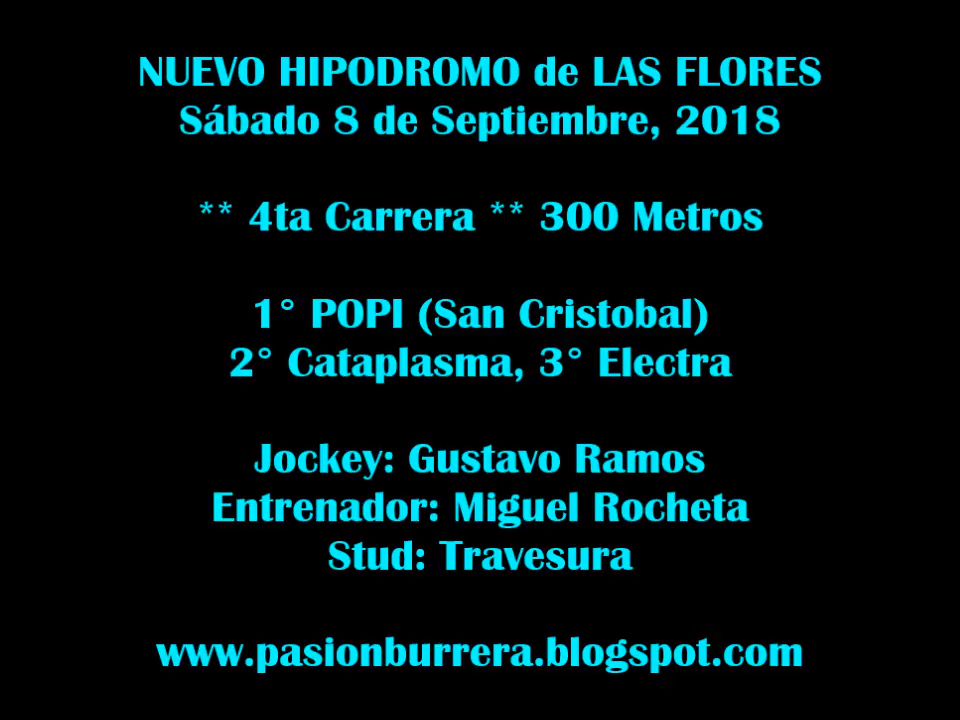 NUEVO HIPODROMO de LAS FLORES
Sábado 8 de Septiembre, 2018
** 4ta Carrera ** 300 Metros
1° POPI (San Cristobal)
2° Cataplasma, 3° Electra
Jockey: Gustavo Ramos
Entrenador: Miguel Rocheta
Stud: Travesura
www.pasionburrera.blogspot.com